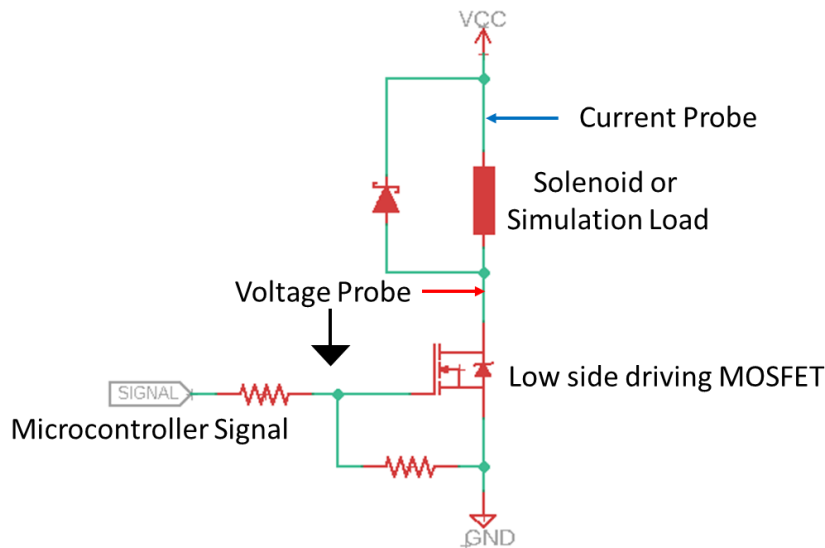 VCC
Current Probe
Solenoid or
Simulation Load
Voltage Probe
Low side driving MOSFET
SIGNAL
Microcontroller Signal
GND